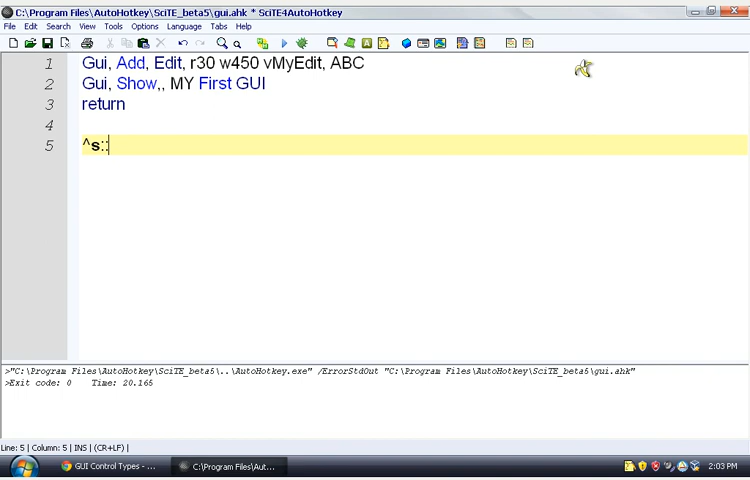 C:\Program Files\AutoHotkey\SciTE_beta5\gui.ahk * SciTE4AutoHotkey
File Edit Search View Tools Options Language Tabs Help
1 Gui, Add, Edit, r30 w450 vMyEdit, ABC
2 Gui, Show,, MY First GUI
3 return
4
5 ^s::
>"C:\Program Files\AutoHotkey\SciTE_beta5\..\AutoHotkey.exe" /ErrorStdOut "C:\Program Files\AutoHotkey\SciTE_beta5\gui.ahk"
>Exit code: 0 Time: 20.165
Line: 5 | Column: 5 | INS | (CR+LF) |
GUI Control Types - ... C:\Program Files\Aut... 2:03 PM